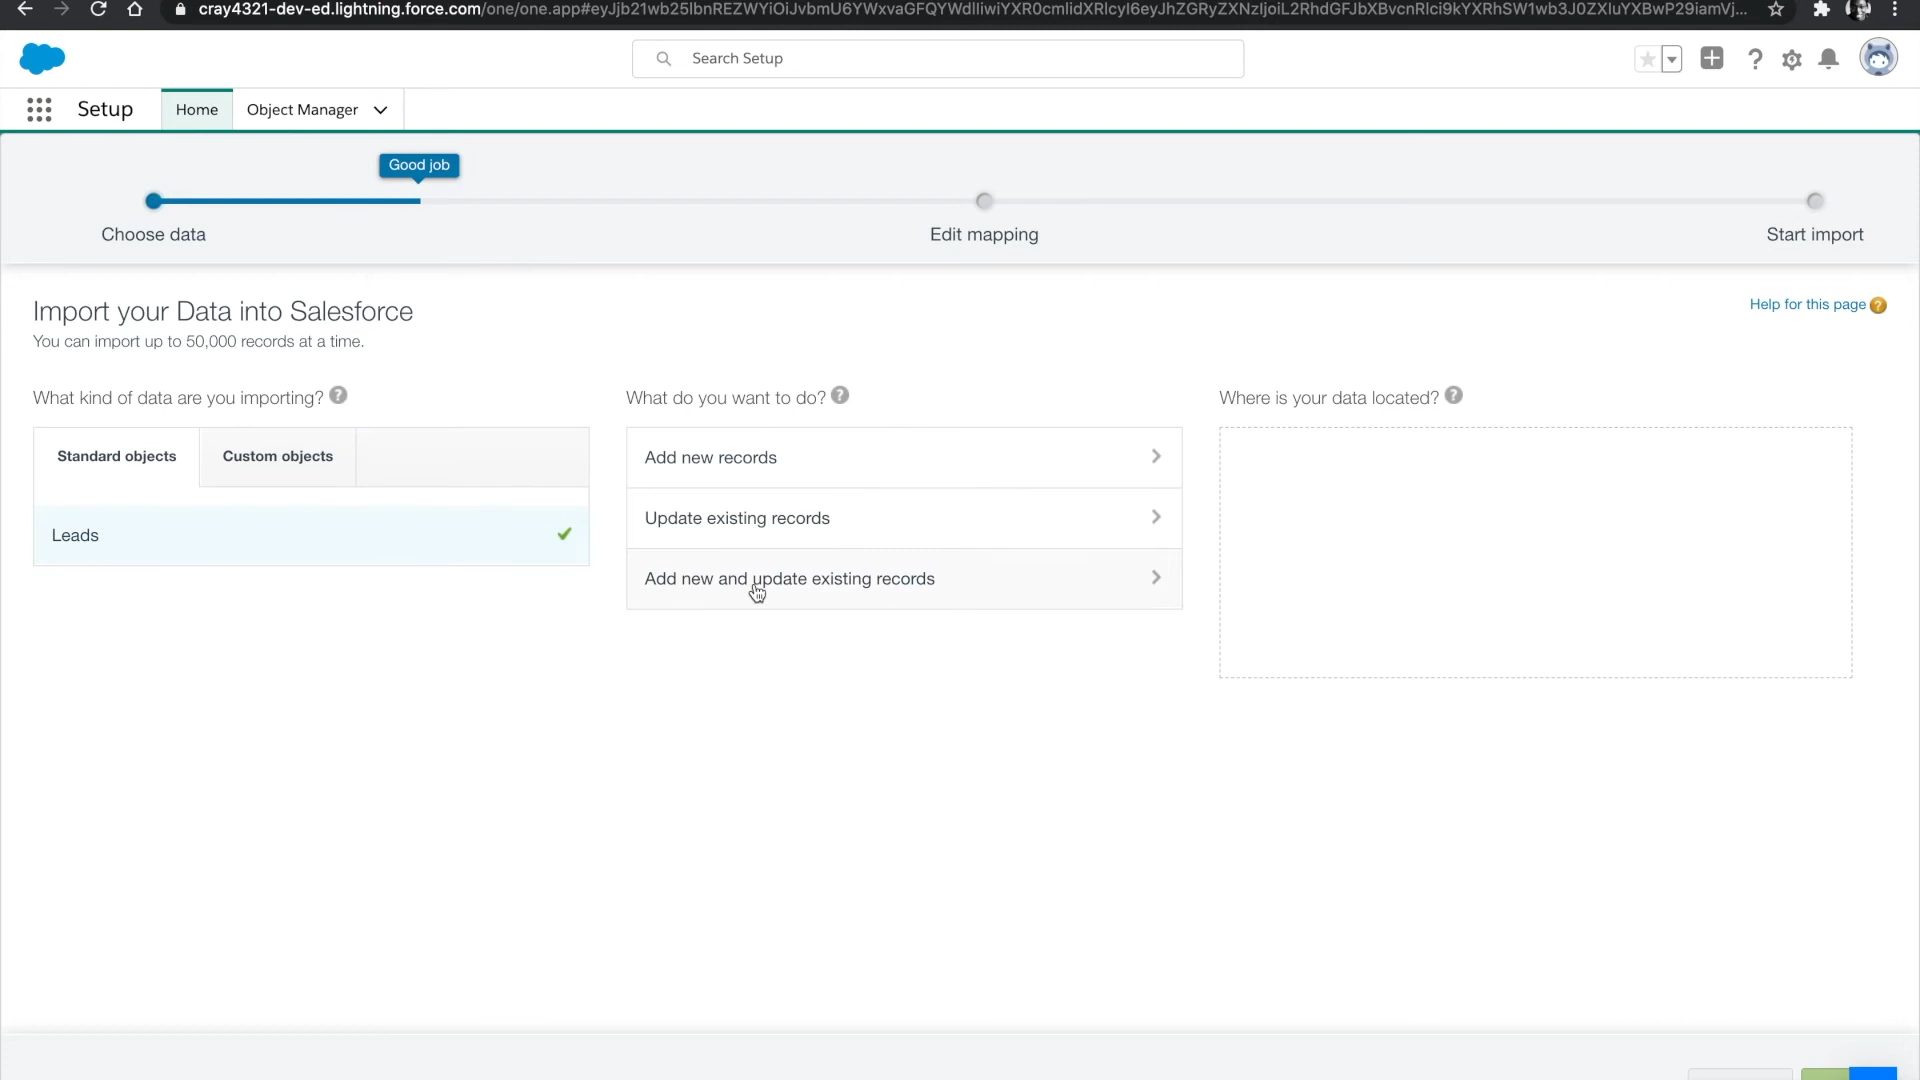 cray4321-dev-ed.lightning.force.com/one/one.app#
Search Setup
Setup
Home
Object Manager
Good job
Choose data
Edit mapping
Start import
Import your Data into Salesforce
You can import up to 50,000 records at a time.
Help for this page ?
What kind of data are you importing? ?
What do you want to do? ?
Where is your data located? ?
Standard objects
Custom objects
Leads
Add new records
Update existing records
Add new and update existing records